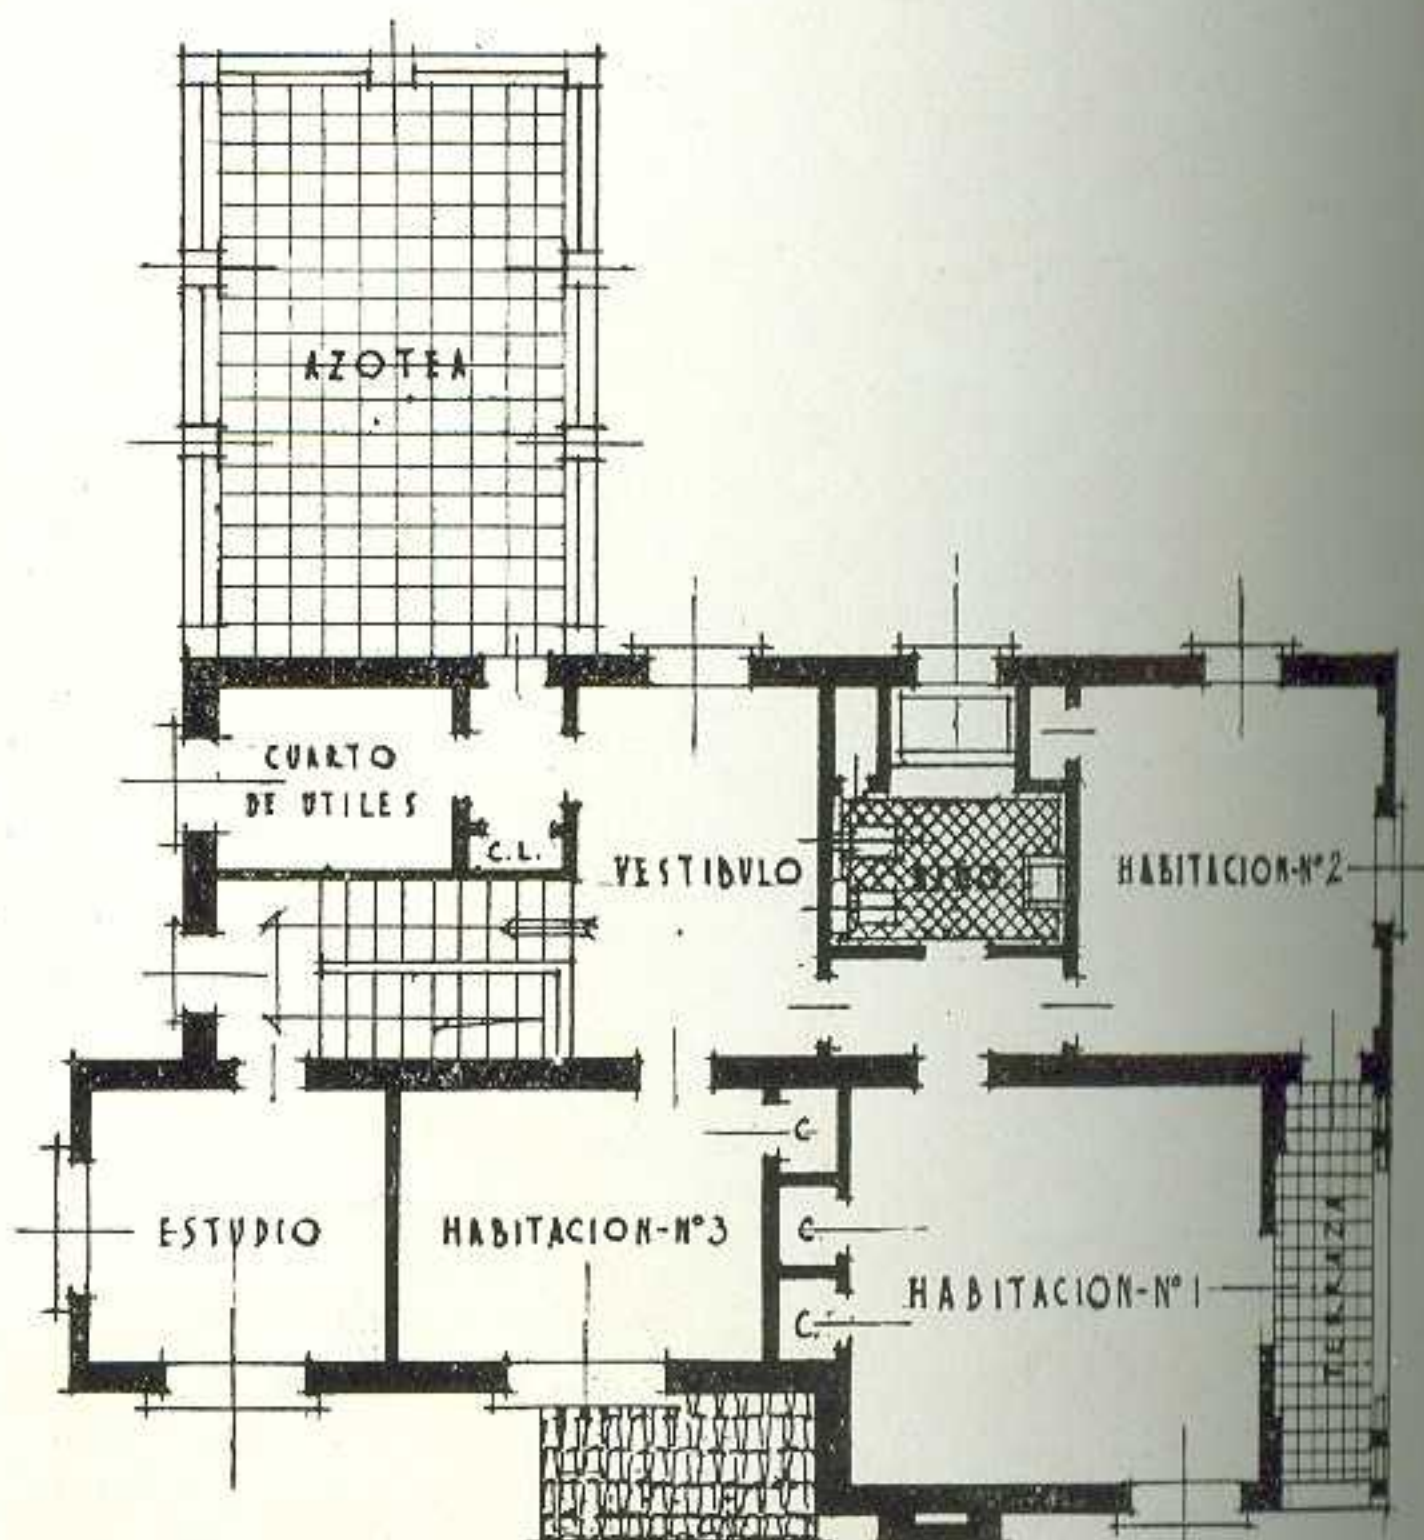 AZOTEA
CUARTO
DE UTILES
C.L.
VESTIBULO
HABITACION-Nº2
C
ESTUDIO
HABITACION-Nº3
C
HABITACION-Nº1
C.
TERRAZA